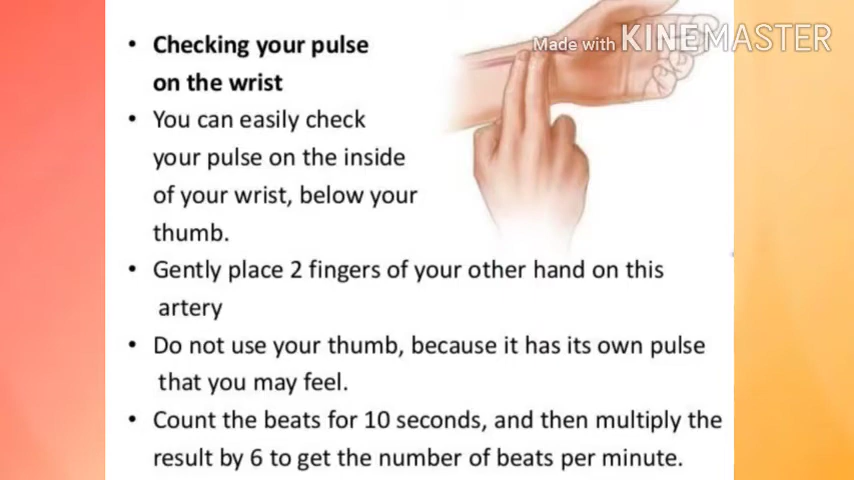 Made with KINEMASTER
• Checking your pulse
on the wrist
• You can easily check
your pulse on the inside
of your wrist, below your
thumb.
• Gently place 2 fingers of your other hand on this
artery
• Do not use your thumb, because it has its own pulse
that you may feel.
• Count the beats for 10 seconds, and then multiply the
result by 6 to get the number of beats per minute.